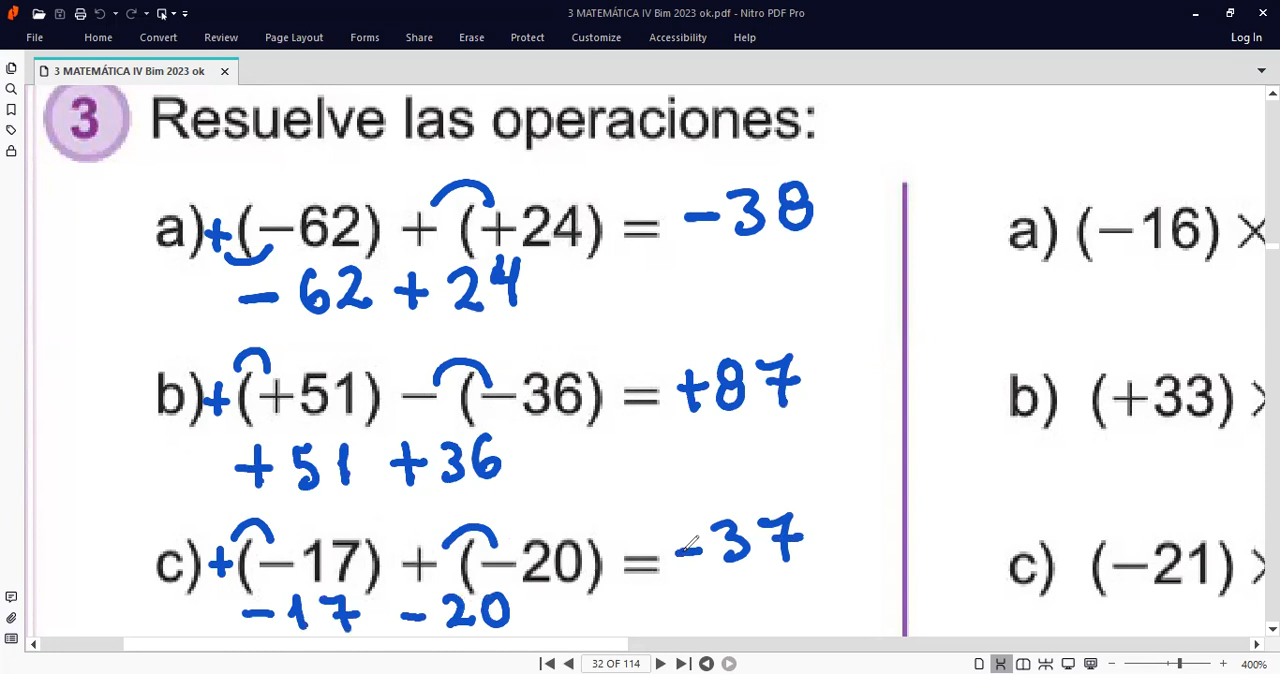 3 MATEMÁTICA IV Bim 2023 ok.pdf - Nitro PDF Pro
File Home Convert Review Page Layout Forms Share Erase Protect Customize Accessibility Help Log In
3 MATEMÁTICA IV Bim 2023 ok
3 Resuelve las operaciones:
a) +(−62) + (+24) = −38
− 62 + 24
b) +(+51) − (−36) = +87
+ 51 + 36
c) +(−17) + (−20) = −37
− 17 − 20
a) (−16) ×
b) (+33) ×
c) (−21) ×
32 OF 114
400%